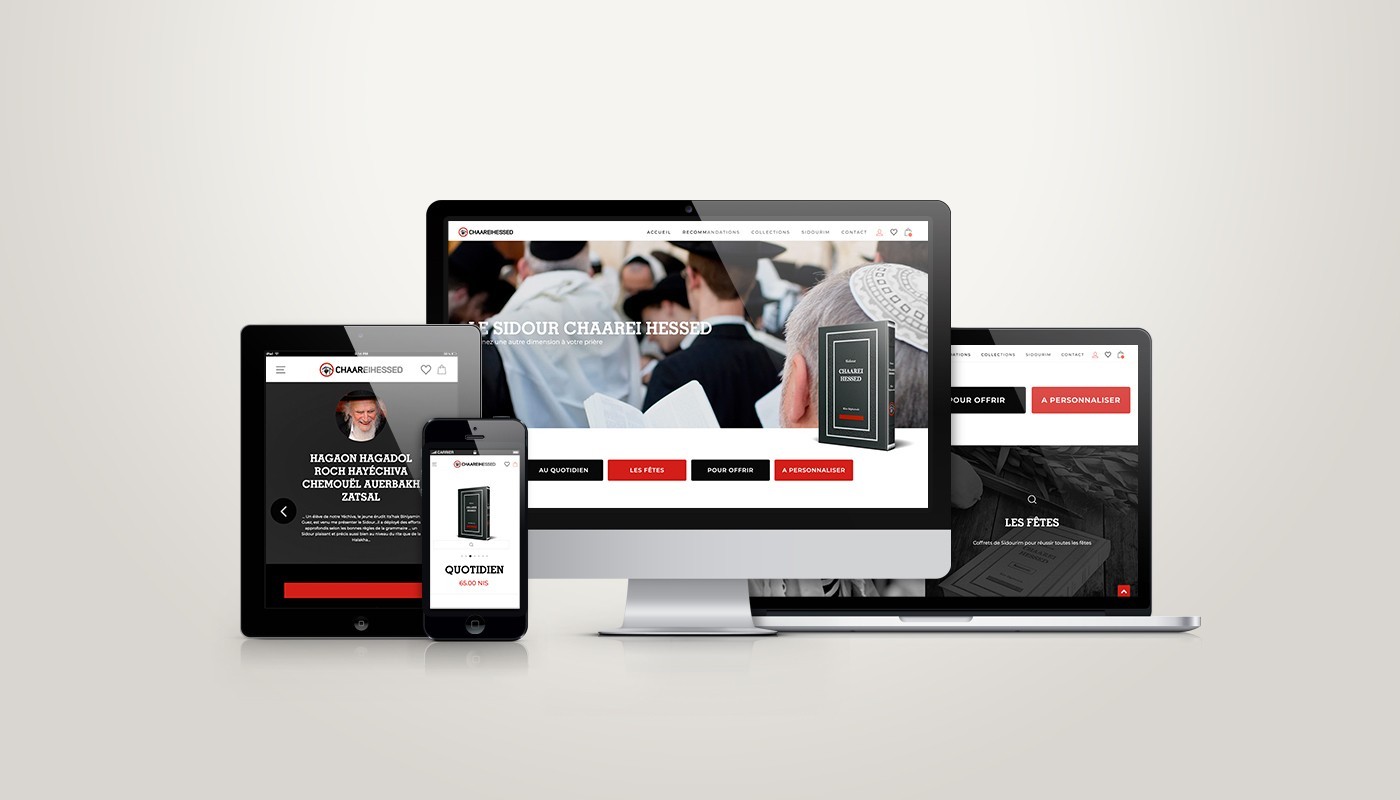 CHAAREIHESSED
ACCUEIL RECOMMANDATIONS COLLECTIONS SIDOURIM CONTACT
LE SIDOUR CHAAREI HESSED
nez une autre dimension à votre prière
Sidour
CHAAREI
HESSED
AU QUOTIDIEN LES FÊTES POUR OFFRIR A PERSONNALISER
CHAAREIHESSED
HAGAON HAGADOL
ROCH HAYÉCHIVA
CHEMOUËL AUERBAKH
ZATSAL
... Un élève de notre Yéchiva, le jeune érudit Its'hak Binyamin
Guez, est venu me présenter le Sidour...il a déployé des efforts
approfondis selon les bonnes règles de la grammaire ... un
Sidour plaisant et précis aussi bien au niveau du rite que de la
Halakha...
CARRIER
CHAAREIHESSED
QUOTIDIEN
65.00 NIS
ATIONS COLLECTIONS SIDOURIM CONTACT
POUR OFFRIR A PERSONNALISER
LES FÊTES
Coffrets de Sidourim pour réussir toutes les fêtes
CHAAREI
HESSED